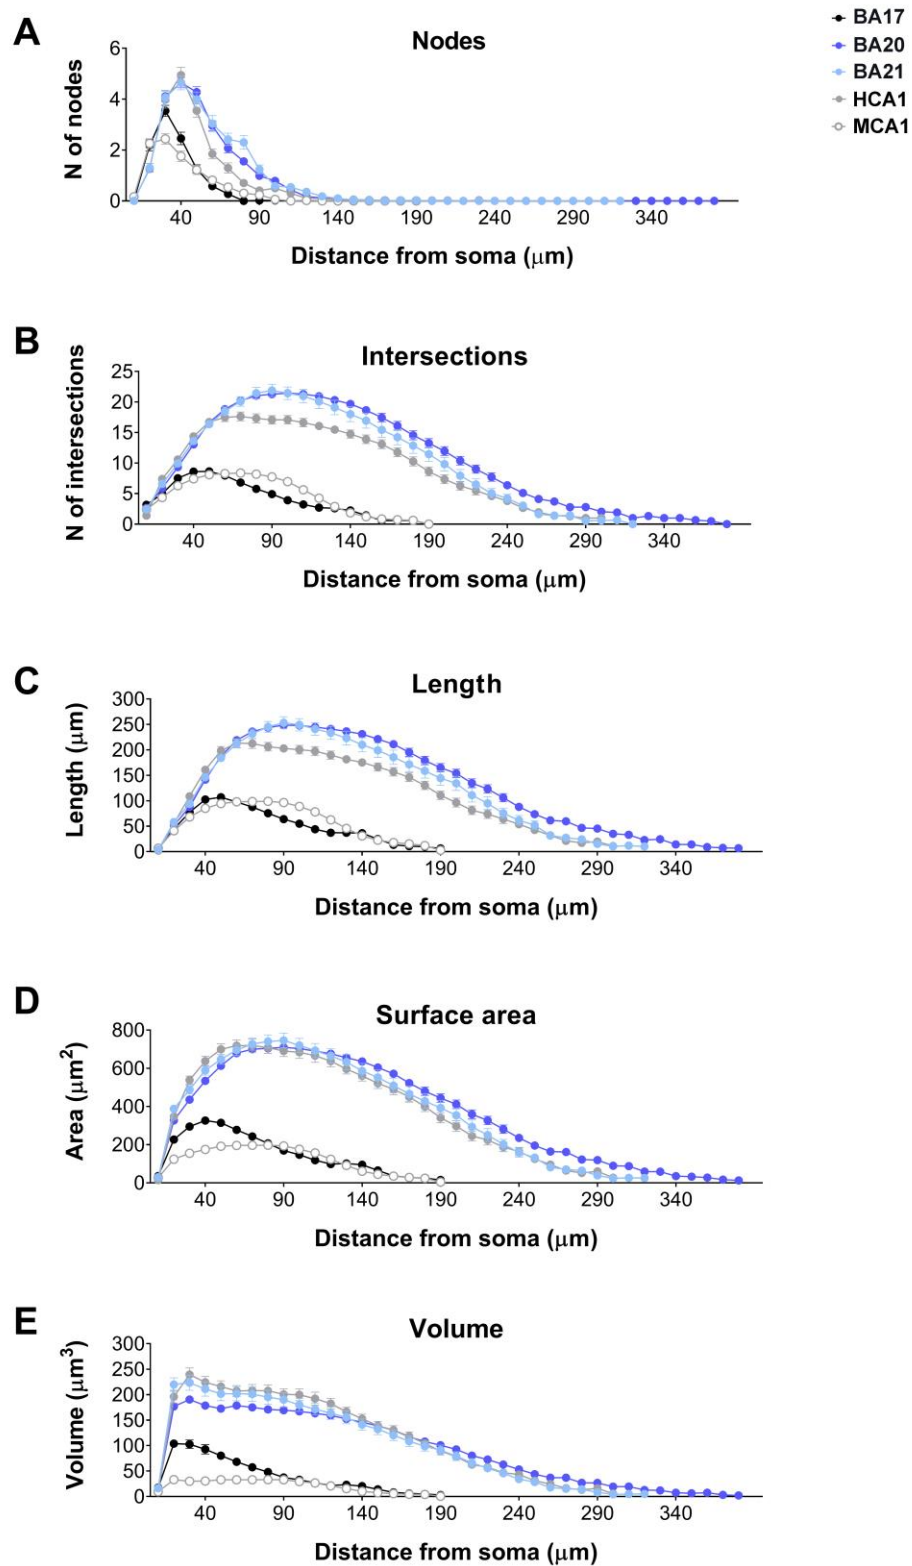 A
Nodes
BA17
BA20
BA21
HCA1
MCA1
N of nodes
6
4
2
0
40 90 140 190 240 290 340
Distance from soma (μm)
B
Intersections
N of intersections
25
20
15
10
5
0
40 90 140 190 240 290 340
Distance from soma (μm)
C
Length
Length (μm)
300
250
200
150
100
50
0
40 90 140 190 240 290 340
Distance from soma (μm)
D
Surface area
Area (μm²)
800
600
400
200
0
40 90 140 190 240 290 340
Distance from soma (μm)
E
Volume
Volume (μm³)
300
250
200
150
100
50
0
40 90 140 190 240 290 340
Distance from soma (μm)